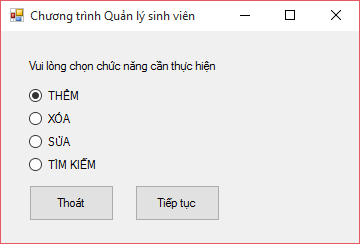 Chương trình Quản lý sinh viên
Vui lòng chọn chức năng cần thực hiện
THÊM
XÓA
SỬA
TÌM KIẾM
Thoát Tiếp tục